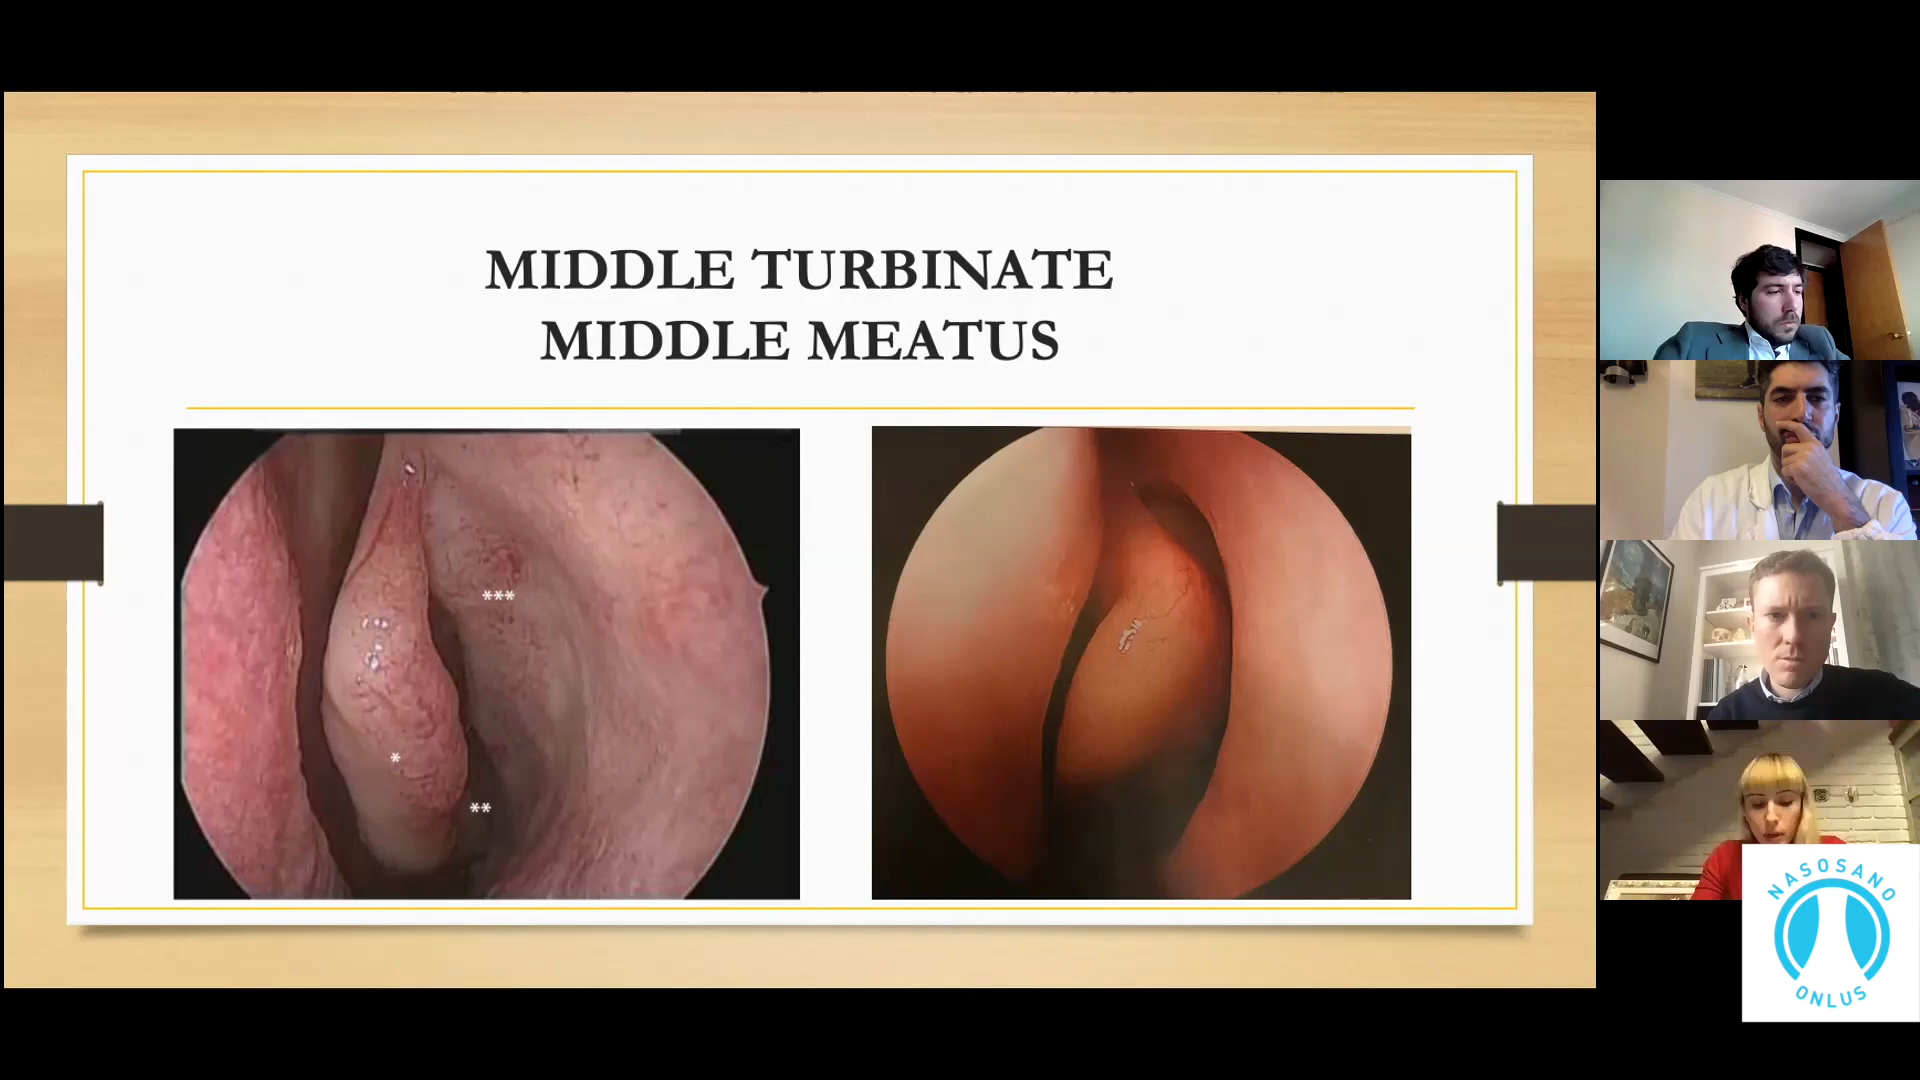 MIDDLE TURBINATE
MIDDLE MEATUS
***
*
**
NASOSANO
ONLUS